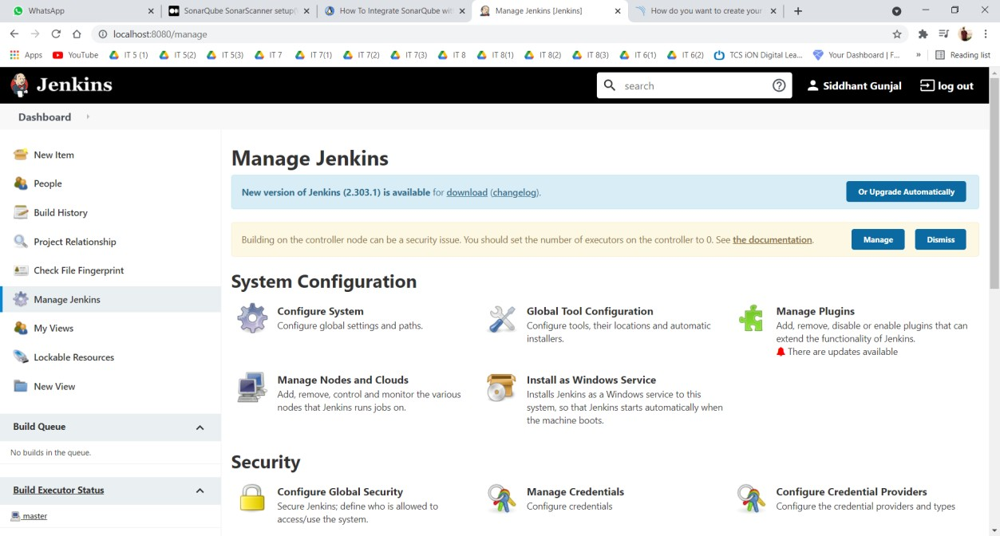 WhatsApp
SonarQube SonarScanner setup(
How To Integrate SonarQube wit
Manage Jenkins [Jenkins]
How do you want to create your
localhost:8080/manage
Apps YouTube IT 5 (1) IT 5(2) IT 5(3) IT 7 IT 7(1) IT 7(2) IT 7(3) IT 8 IT 8(1) IT 8(2) IT 8(3) IT 6(1) IT 6(2) TCS iON Digital Lea... Your Dashboard | F... » Reading list
Jenkins
search
Siddhant Gunjal
log out
Dashboard
New Item
People
Build History
Project Relationship
Check File Fingerprint
Manage Jenkins
My Views
Lockable Resources
New View
Build Queue
No builds in the queue.
Build Executor Status
master
Manage Jenkins
New version of Jenkins (2.303.1) is available for download (changelog).
Or Upgrade Automatically
Building on the controller node can be a security issue. You should set the number of executors on the controller to 0. See the documentation.
Manage
Dismiss
System Configuration
Configure System
Configure global settings and paths.
Global Tool Configuration
Configure tools, their locations and automatic
installers.
Manage Plugins
Add, remove, disable or enable plugins that can
extend the functionality of Jenkins.
There are updates available
Manage Nodes and Clouds
Add, remove, control and monitor the various
nodes that Jenkins runs jobs on.
Install as Windows Service
Installs Jenkins as a Windows service to this
system, so that Jenkins starts automatically when
the machine boots.
Security
Configure Global Security
Secure Jenkins; define who is allowed to
access/use the system.
Manage Credentials
Configure credentials
Configure Credential Providers
Configure the credential providers and types